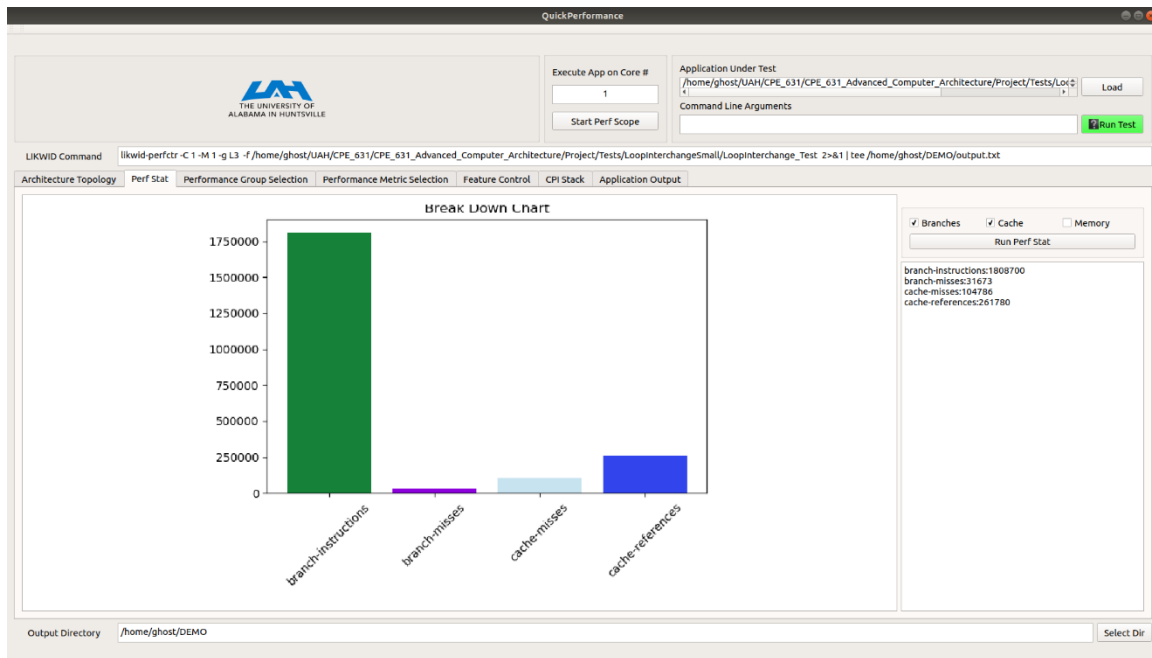 QuickPerformance
THE UNIVERSITY OF
ALABAMA IN HUNTSVILLE
Execute App on Core #
1
Start Perf Scope
Application Under Test
/home/ghost/UAH/CPE_631/CPE_631_Advanced_Computer_Architecture/Project/Tests/Loo
Load
Command Line Arguments
Run Test
LIKWID Command
likwid-perfctr -C 1 -M 1 -g L3 -f /home/ghost/UAH/CPE_631/CPE_631_Advanced_Computer_Architecture/Project/Tests/LoopInterchangeSmall/LoopInterchange_Test 2>&1 | tee /home/ghost/DEMO/output.txt
Architecture Topology
Perf Stat
Performance Group Selection
Performance Metric Selection
Feature Control
CPI Stack
Application Output
Break Down Chart
1750000
1500000
1250000
1000000
750000
500000
250000
0
branch-instructions
branch-misses
cache-misses
cache-references
Branches
Cache
Memory
Run Perf Stat
branch-instructions:1808700
branch-misses:31673
cache-misses:104786
cache-references:261780
Output Directory
/home/ghost/DEMO
Select Dir